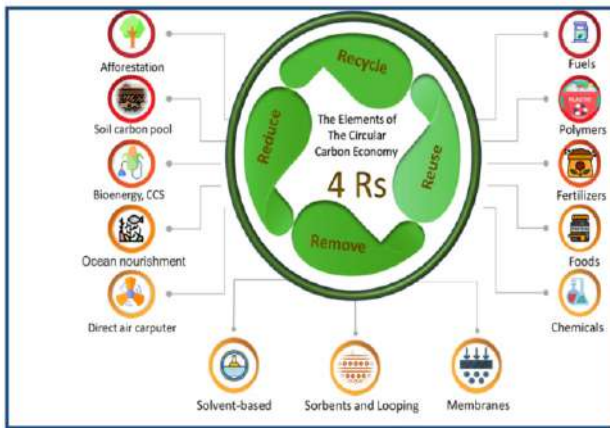 Afforestation
Soil carbon pool
Bioenergy, CCS
Ocean nourishment
Direct air carputer
Recycle
Reduce
The Elements of
The Circular
Carbon Economy
4 Rs
Reuse
Remove
Fuels
PLASTIC
Polymers
Fertilizers
Foods
Chemicals
Solvent-based
Sorbents and Looping
Membranes